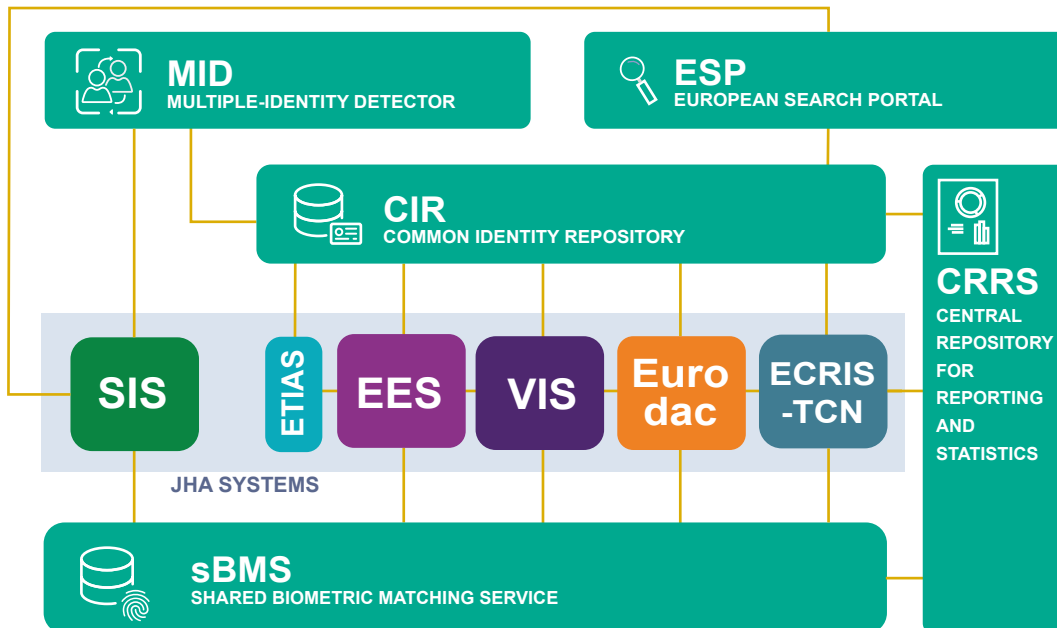 MID
MULTIPLE-IDENTITY DETECTOR
ESP
EUROPEAN SEARCH PORTAL
CIR
COMMON IDENTITY REPOSITORY
CRRS
CENTRAL
REPOSITORY
FOR
REPORTING
AND
STATISTICS
SIS
ETIAS
EES
VIS
Euro
dac
ECRIS
-TCN
JHA SYSTEMS
sBMS
SHARED BIOMETRIC MATCHING SERVICE